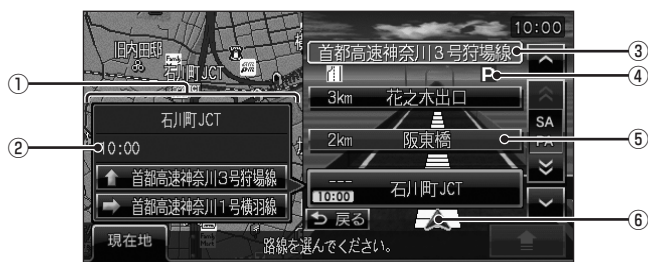 10:00
旧内田邸
石川町JCT
①
②
石川町JCT
10:00
首都高速神奈川3号狩場線
首都高速神奈川1号横羽線
現在地
首都高速神奈川3号狩場線
③
P
④
3km 花之木出口
SA
PA
2km 阪東橋
⑤
---
10:00
石川町JCT
戻る
⑥
路線を選んでください。